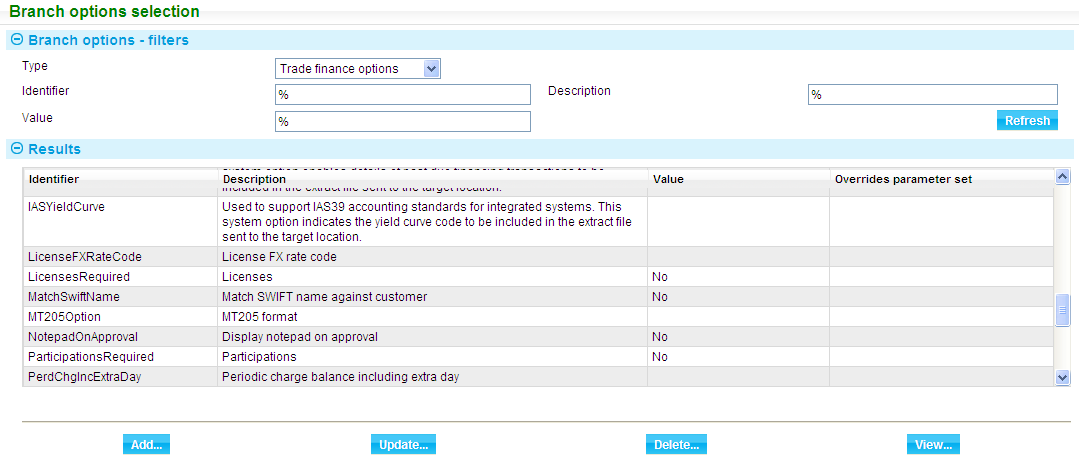 Branch options selection
Branch options - filters
Type
Trade finance options
Identifier
%
Description
%
Value
%
Refresh
Results
Identifier Description Value Overrides parameter set
included in the extract file sent to the target location.
IASYieldCurve Used to support IAS39 accounting standards for integrated systems. This
system option indicates the yield curve code to be included in the extract file
sent to the target location.
LicenseFXRateCode License FX rate code
LicensesRequired Licenses No
MatchSwiftName Match SWIFT name against customer No
MT205Option MT205 format
NotepadOnApproval Display notepad on approval No
ParticipationsRequired Participations No
PerdChgIncExtraDay Periodic charge balance including extra day
Add... Update... Delete... View...